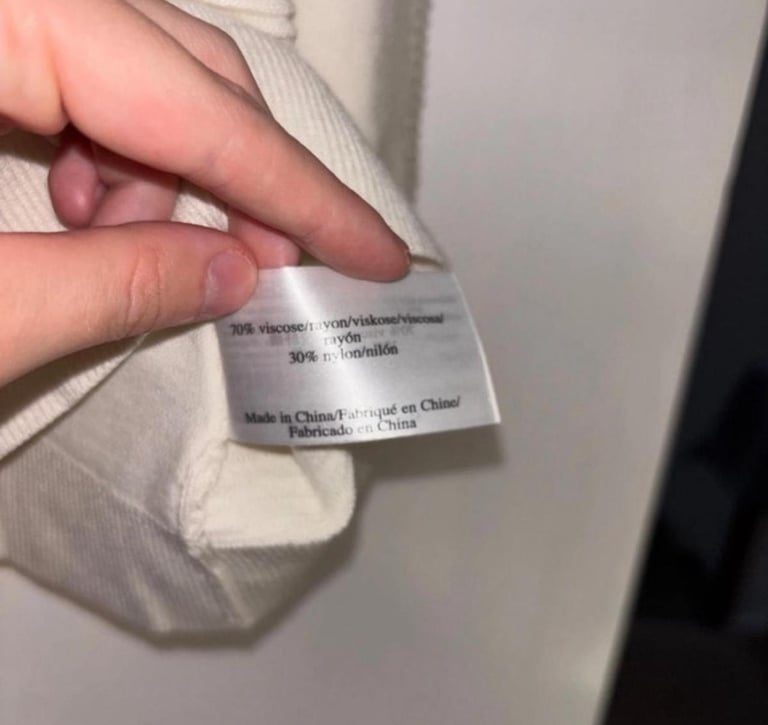 70% viscose/rayon/viskose/viscosa/
rayón
30% nylon/nilón
Made in China/Fabriqué en Chine/
Fabricado en China